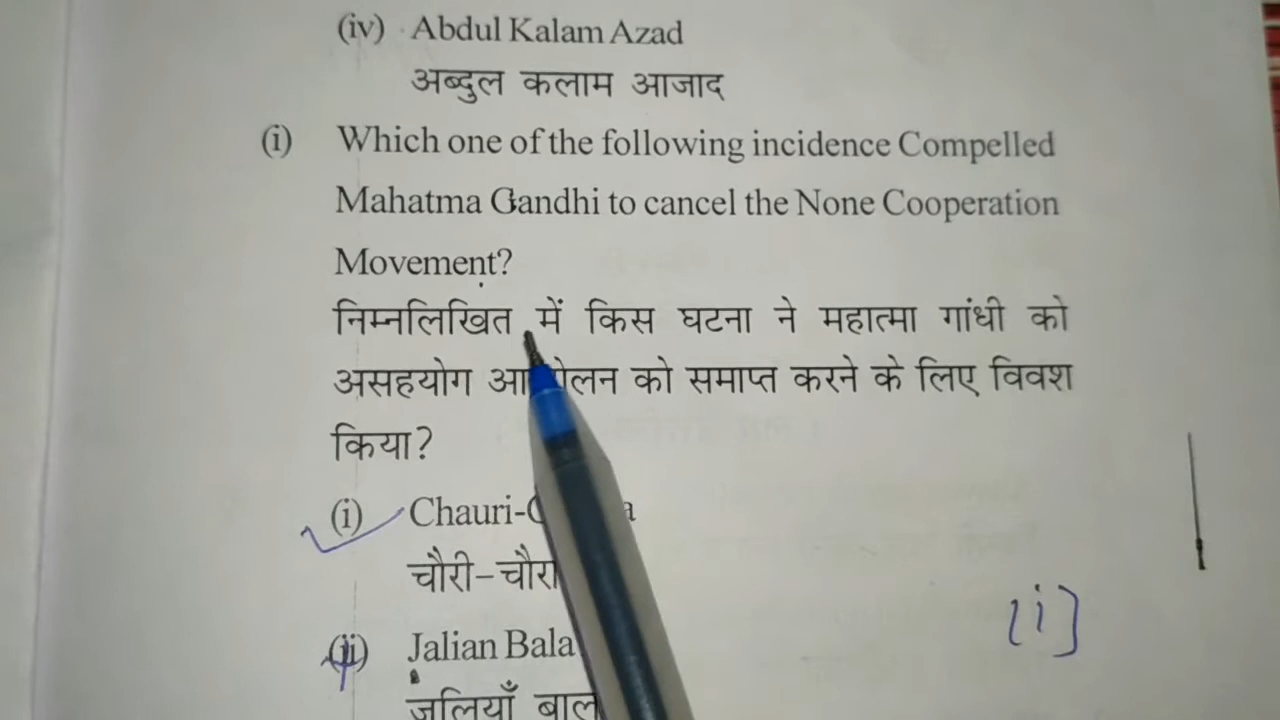 (iv) Abdul Kalam Azad
अब्दुल कलाम आजाद
(i) Which one of the following incidence Compelled
Mahatma Gandhi to cancel the None Cooperation
Movement?
निम्नलिखित में किस घटना ने महात्मा गांधी को
असहयोग को समाप्त करने के लिए विवश
किया?
(i) Chauri-
चौरी-चौरा
(ii) Jalian Bala
जलियाँ
[i]